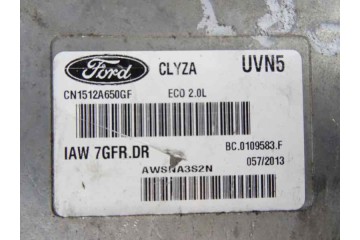 Ford CLYZA UVN5
CN1512A650GF ECO 2.0L
IAW 7GFR.DR BC.0109583.F
057/2013
AWSNA3S2N